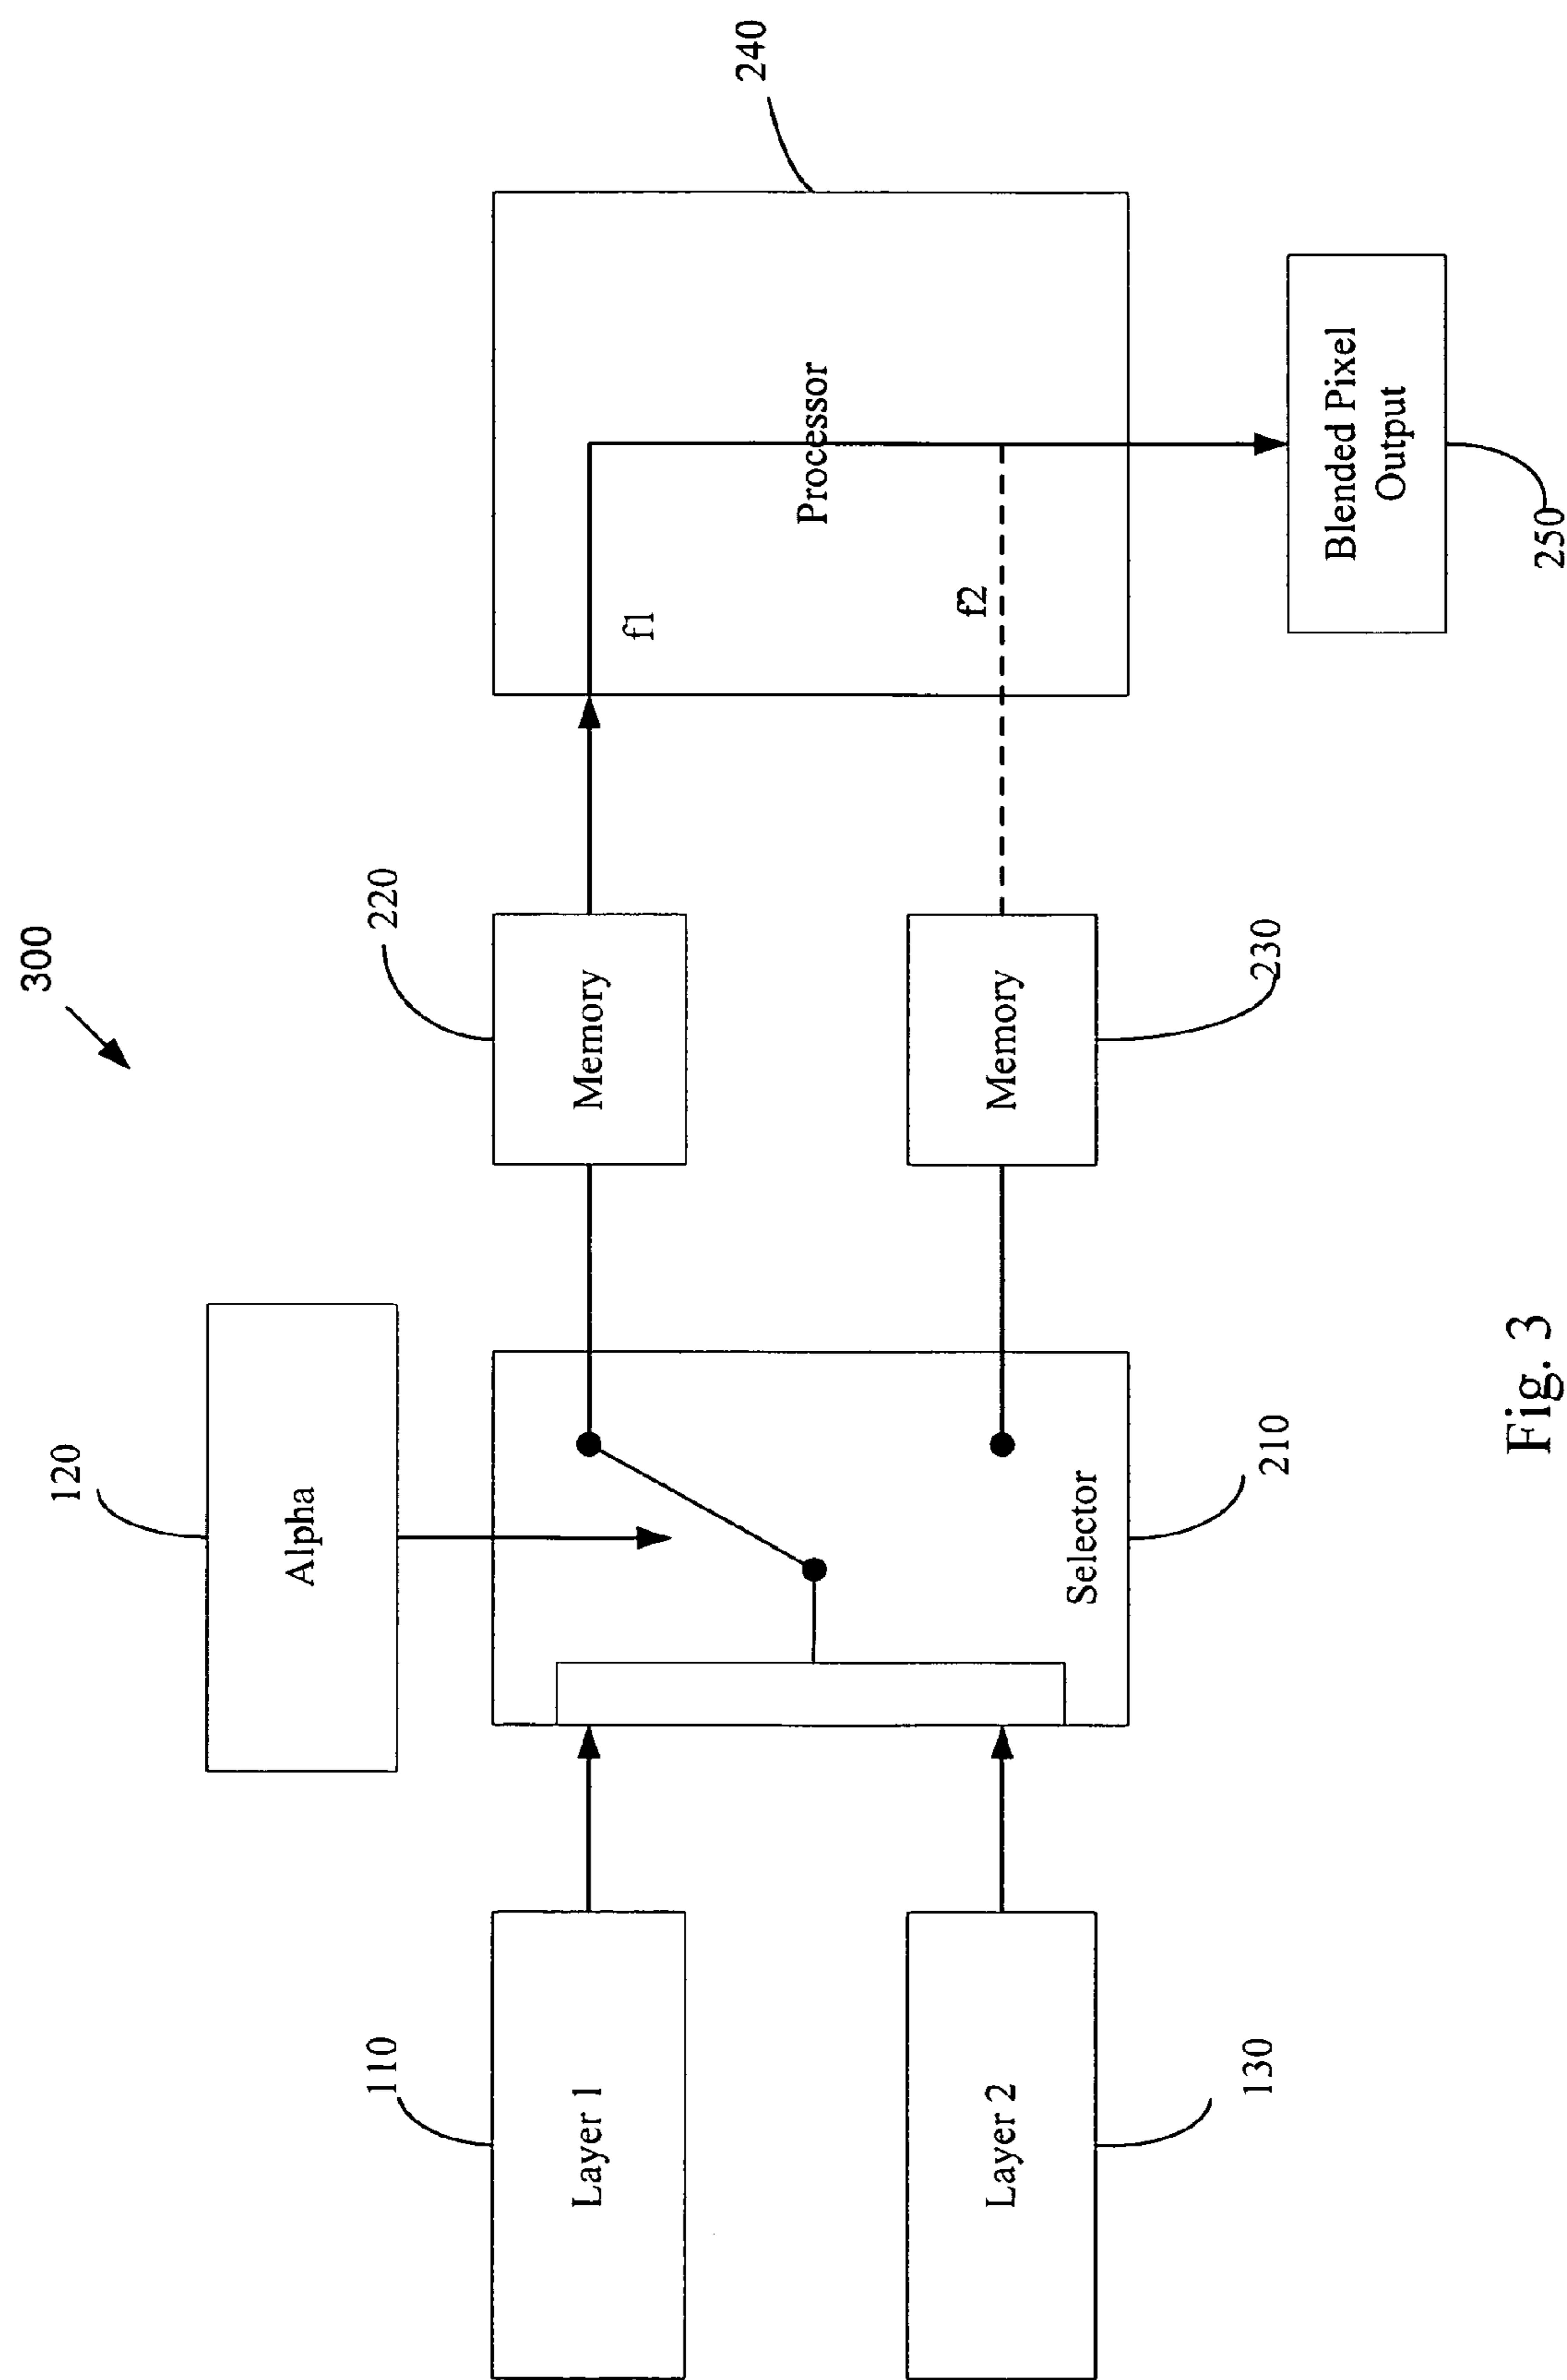 300
120
Alpha
110
Layer 1
220
Memory
f1
240
Processor
f2
Layer 2
130
Selector
210
Memory
230
Blended Pixel
Output
250
Fig. 3